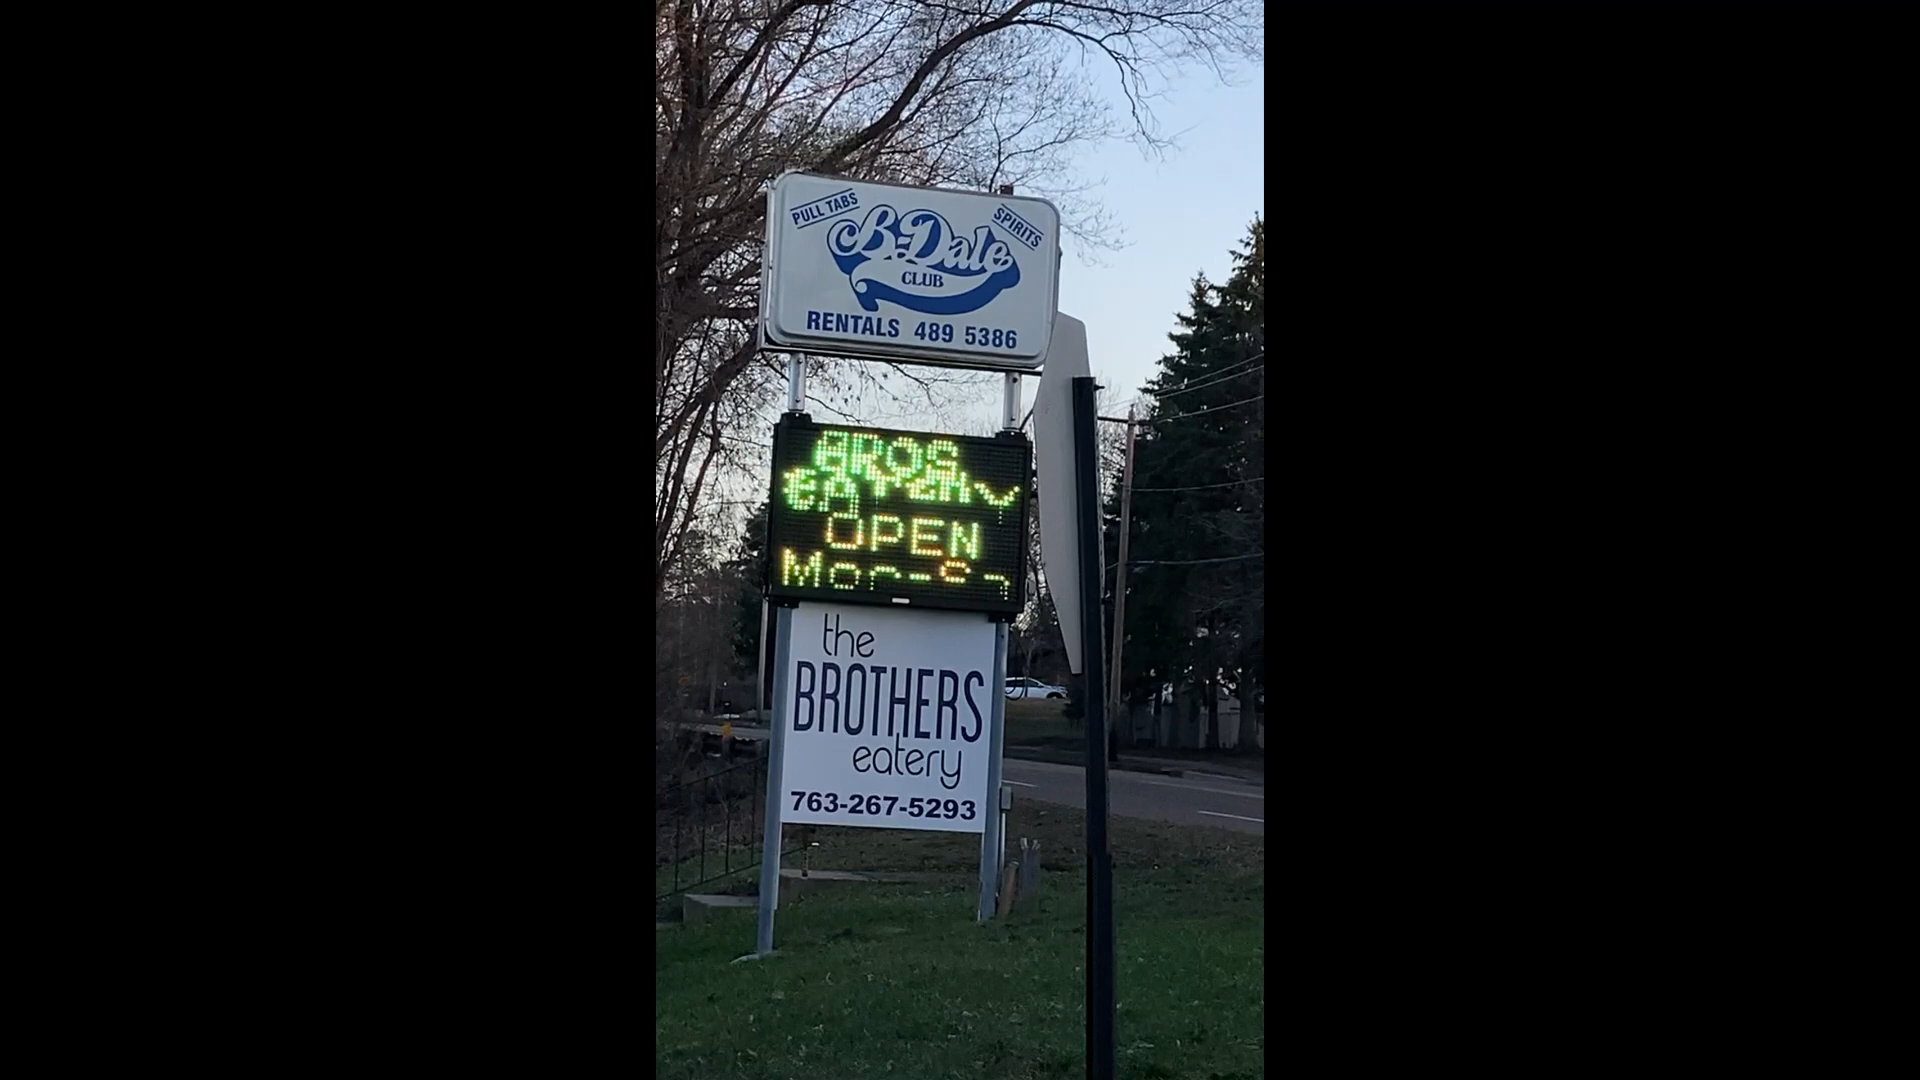 PULL TABS
SPIRITS
B-Dale
CLUB
RENTALS 489 5386
OPEN
the
BROTHERS
eatery
763-267-5293